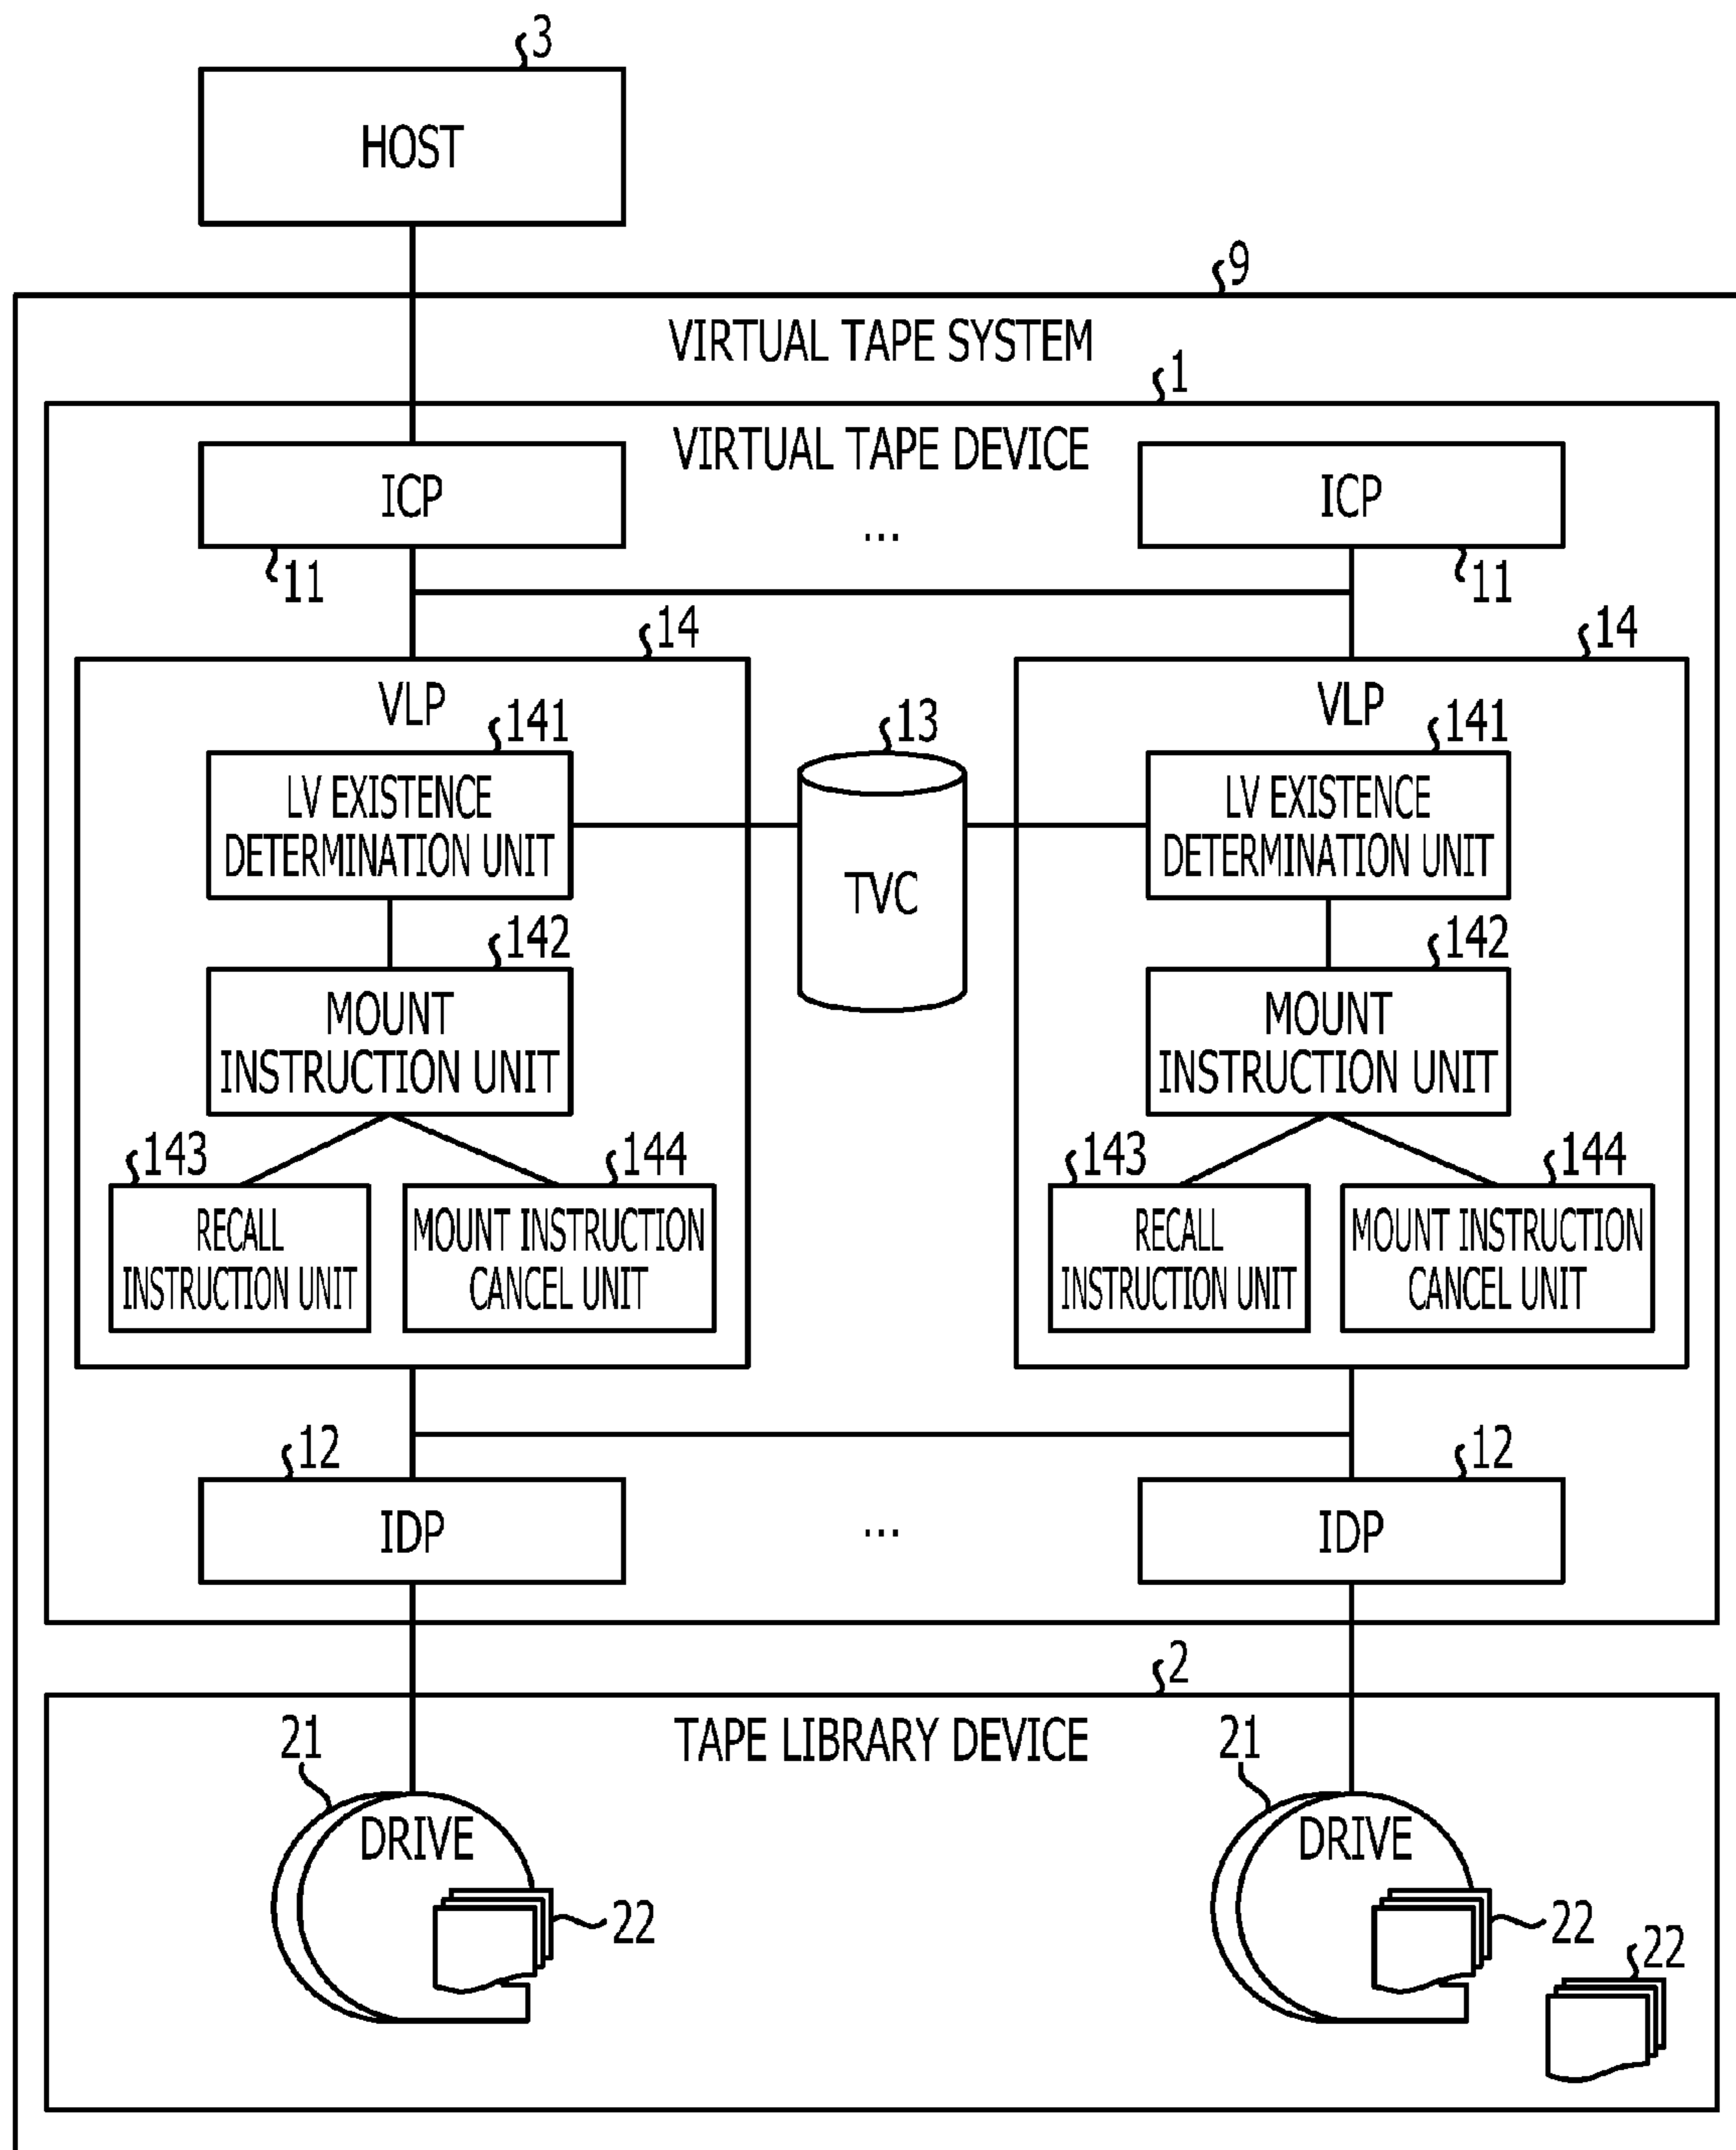 3
HOST
9
VIRTUAL TAPE SYSTEM
1
VIRTUAL TAPE DEVICE
ICP
...
ICP
11
11
14
14
VLP
VLP
141
13
141
LV EXISTENCE
DETERMINATION UNIT
TVC
LV EXISTENCE
DETERMINATION UNIT
142
142
MOUNT
INSTRUCTION UNIT
MOUNT
INSTRUCTION UNIT
143
144
143
144
RECALL
INSTRUCTION UNIT
MOUNT INSTRUCTION
CANCEL UNIT
RECALL
INSTRUCTION UNIT
MOUNT INSTRUCTION
CANCEL UNIT
12
12
IDP
...
IDP
2
TAPE LIBRARY DEVICE
21
21
DRIVE
DRIVE
22
22
22